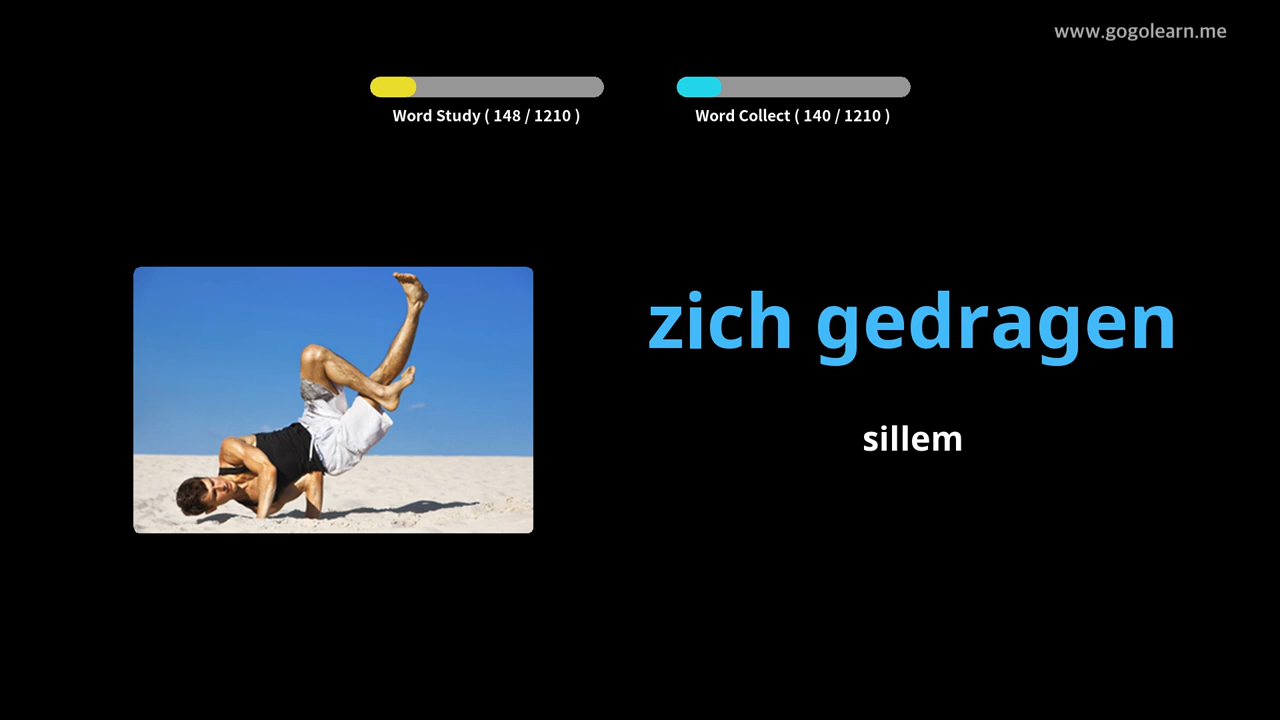 www.gogolearn.me
Word Study ( 148 / 1210 )
Word Collect ( 140 / 1210 )
zich gedragen
sillem